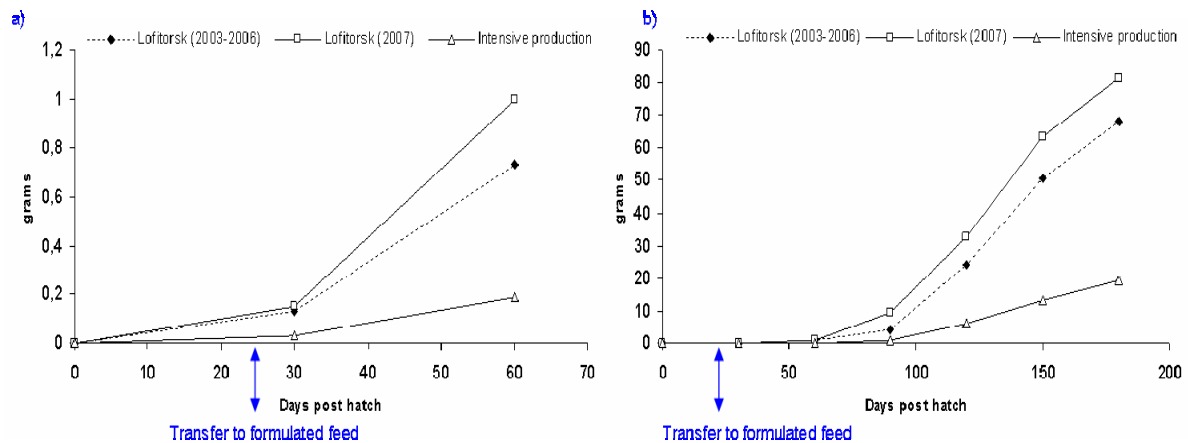 a)
Lofitorsk (2003-2006) Lofitorsk (2007) Intensive production
1,2
1
0,8
0,6
0,4
0,2
0
grams
0 10 20 30 40 50 60 70
Days post hatch
Transfer to formulated feed
b)
Lofitorsk (2003-2006) Lofitorsk (2007) Intensive production
90
80
70
60
50
40
30
20
10
0
grams
0 50 100 150 200
Days post hatch
Transfer to formulated feed